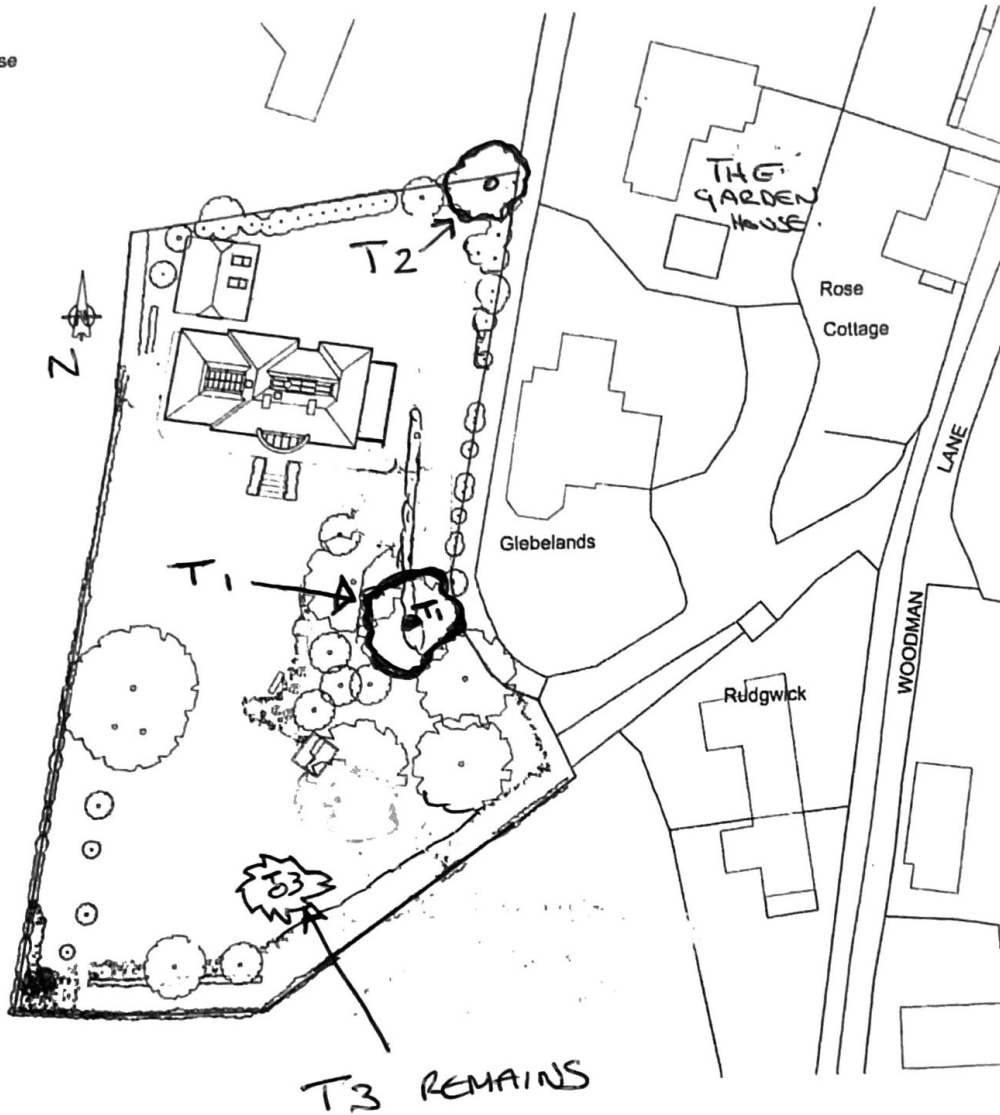 se
THE
GARDEN
HOUSE.
T2
Rose
Cottage
N
LANE
Glebelands
T1
T1
WOODMAN
Rudgwick
T3
T3 REMAINS